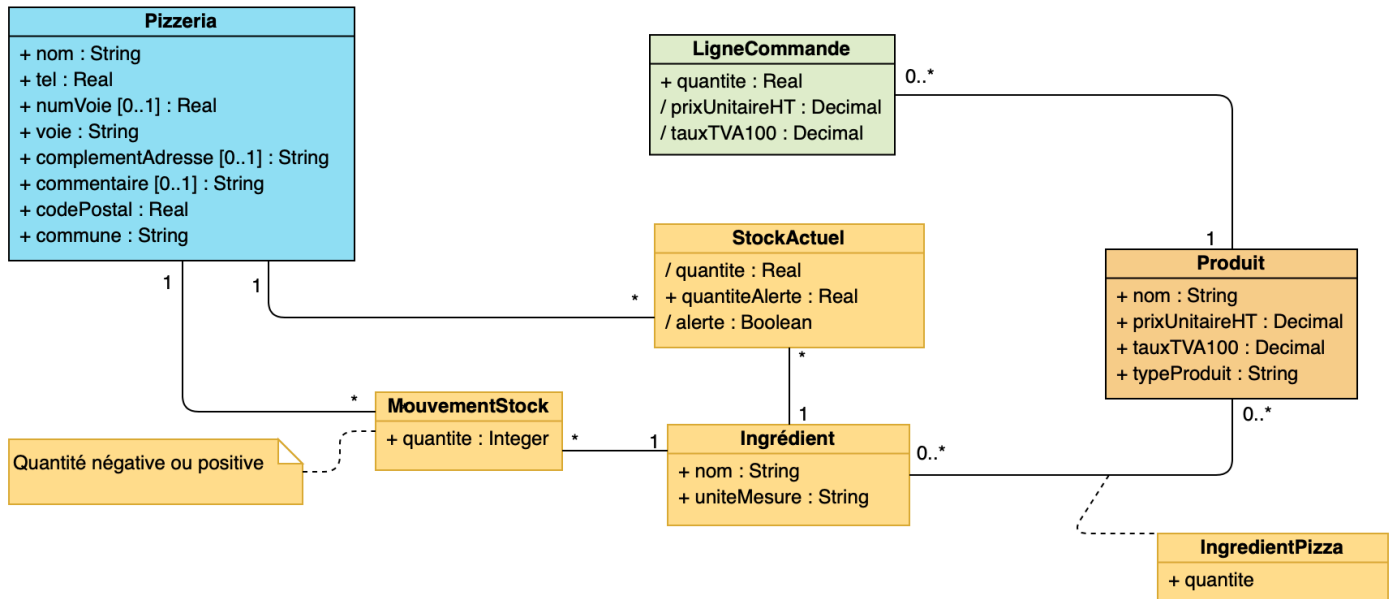 Pizzeria
+ nom : String
+ tel : Real
+ numVoie [0..1] : Real
+ voie : String
+ complementAdresse [0..1] : String
+ commentaire [0..1] : String
+ codePostal : Real
+ commune : String
LigneCommande
+ quantite : Real
/ prixUnitaireHT : Decimal
/ tauxTVA100 : Decimal
0..*
1
1
1
*
StockActuel
/ quantite : Real
+ quantiteAlerte : Real
/ alerte : Boolean
*
1
Produit
+ nom : String
+ prixUnitaireHT : Decimal
+ tauxTVA100 : Decimal
+ typeProduit : String
0..*
*
MouvementStock
+ quantite : Integer
*
1
Quantité négative ou positive
Ingrédient
+ nom : String
+ uniteMesure : String
0..*
IngredientPizza
+ quantite